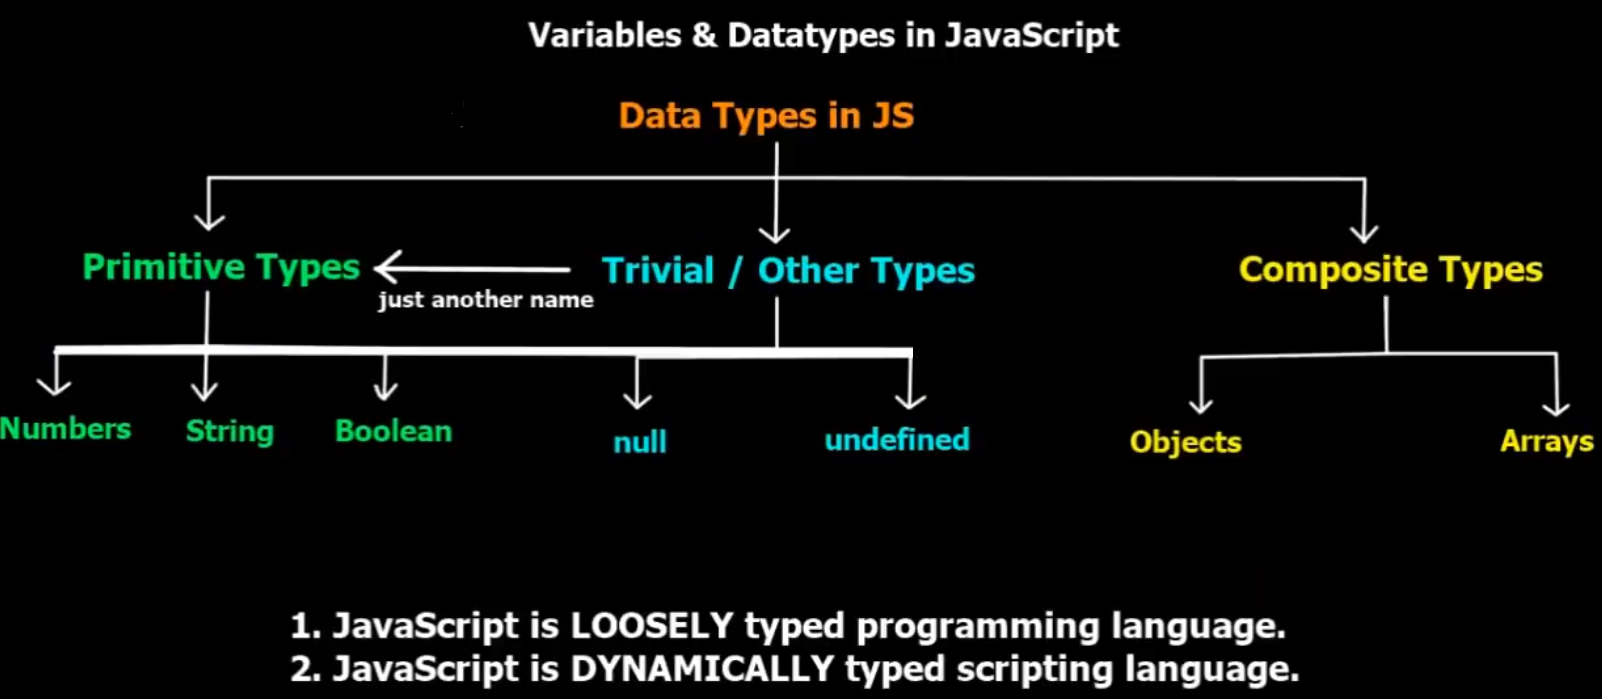 Variables & Datatypes in JavaScript
Data Types in JS
Primitive Types
just another name
Trivial / Other Types
Composite Types
Numbers
String
Boolean
null
undefined
Objects
Arrays
1. JavaScript is LOOSELY typed programming language.
2. JavaScript is DYNAMICALLY typed scripting language.